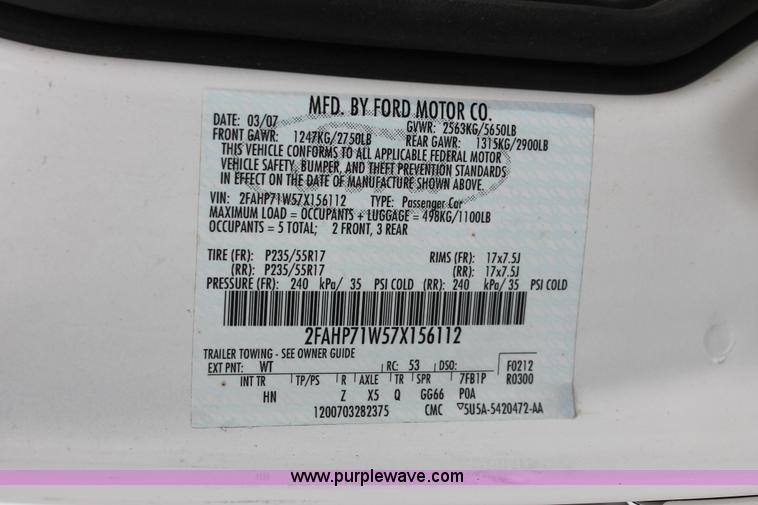 MFD. BY FORD MOTOR CO.
DATE: 03/07 GVWR: 2563KG/5650LB
FRONT GAWR: 1247KG/2750LB REAR GAWR: 1315KG/2900LB
THIS VEHICLE CONFORMS TO ALL APPLICABLE FEDERAL MOTOR
VEHICLE SAFETY, BUMPER, AND THEFT PREVENTION STANDARDS
IN EFFECT ON THE DATE OF MANUFACTURE SHOWN ABOVE.
VIN: 2FAHP71W57X156112 TYPE: Passenger Car
MAXIMUM LOAD = OCCUPANTS + LUGGAGE = 498KG/1100LB
OCCUPANTS = 5 TOTAL; 2 FRONT, 3 REAR
TIRE (FR): P235/55R17 RIMS (FR): 17x7.5J
(RR): P235/55R17 (RR): 17x7.5J
PRESSURE (FR): 240 kPa/ 35 PSI COLD (RR): 240 kPa/ 35 PSI COLD
2FAHP71W57X156112
TRAILER TOWING - SEE OWNER GUIDE
EXT PNT: WT RC: 53 DSO: F0212
INT TR TP/PS R AXLE TR SPR 7FB1P R0300
HN Z X5 Q GG66 POA
1200703282375 CMC ▽5U5A-5420472-AA
www.purplewave.com